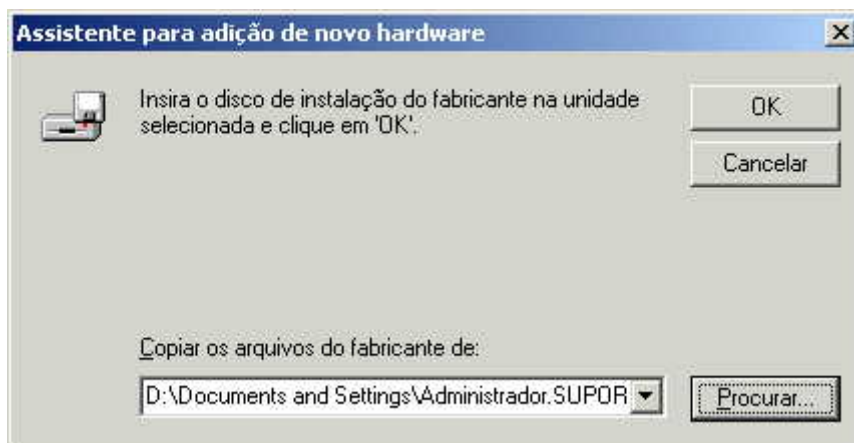 Assistente para adição de novo hardware
Insira o disco de instalação do fabricante na unidade
selecionada e clique em 'OK'.
OK
Cancelar
Copiar os arquivos do fabricante de:
D:\Documents and Settings\Administrador.SUPOR
Procurar...